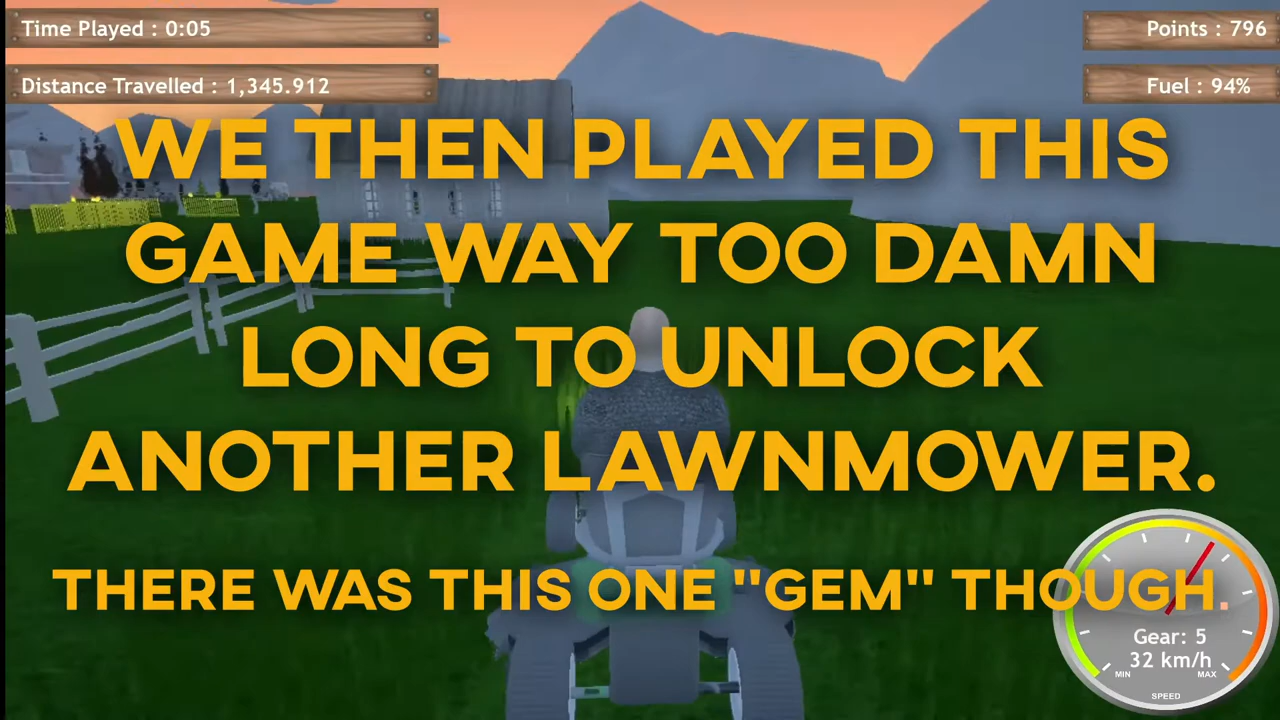 Time Played : 0:05
Points : 796
Distance Travelled : 1,345.912
Fuel : 94%
WE THEN PLAYED THIS
GAME WAY TOO DAMN
LONG TO UNLOCK
ANOTHER LAWNMOWER.
THERE WAS THIS ONE "GEM" THOUGH.
Gear: 5
32 km/h
MIN MAX
SPEED